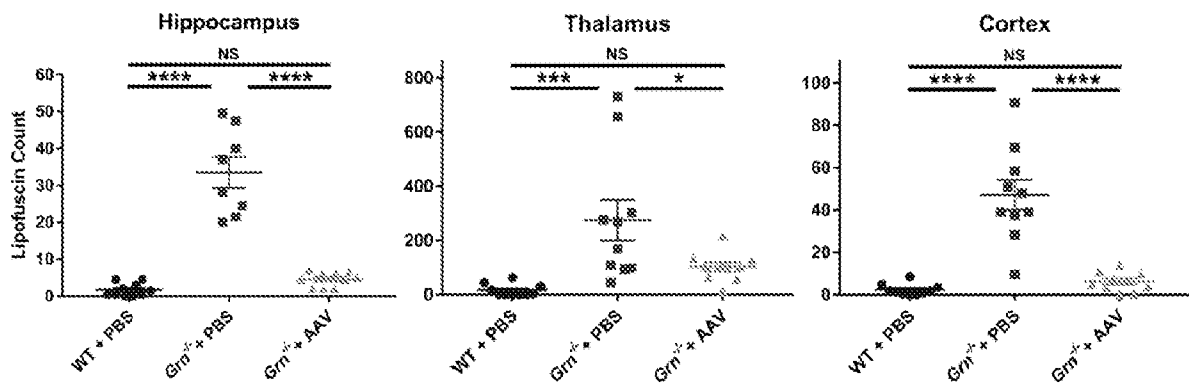 Hippocampus
NS
**** ****
60
50
40
30
20
10
0
Lipofuscin Count
WT + PBS
Grn-/- + PBS
Grn-/- + AAV
Thalamus
NS
*** *
800
600
400
200
0
WT + PBS
Grn-/- + PBS
Grn-/- + AAV
Cortex
NS
**** ****
100
80
60
40
20
0
WT + PBS
Grn-/- + PBS
Grn-/- + AAV